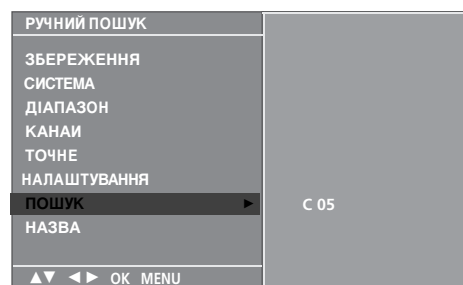 РУЧНИЙ ПОШУК
ЗБЕРЕЖЕННЯ
СИСТЕМА
ДІАПАЗОН
КАНАИ
ТОЧНЕ
НАЛАШТУВАННЯ
ПОШУК ► C 05
НАЗВА
▲▼ ◄► OK MENU